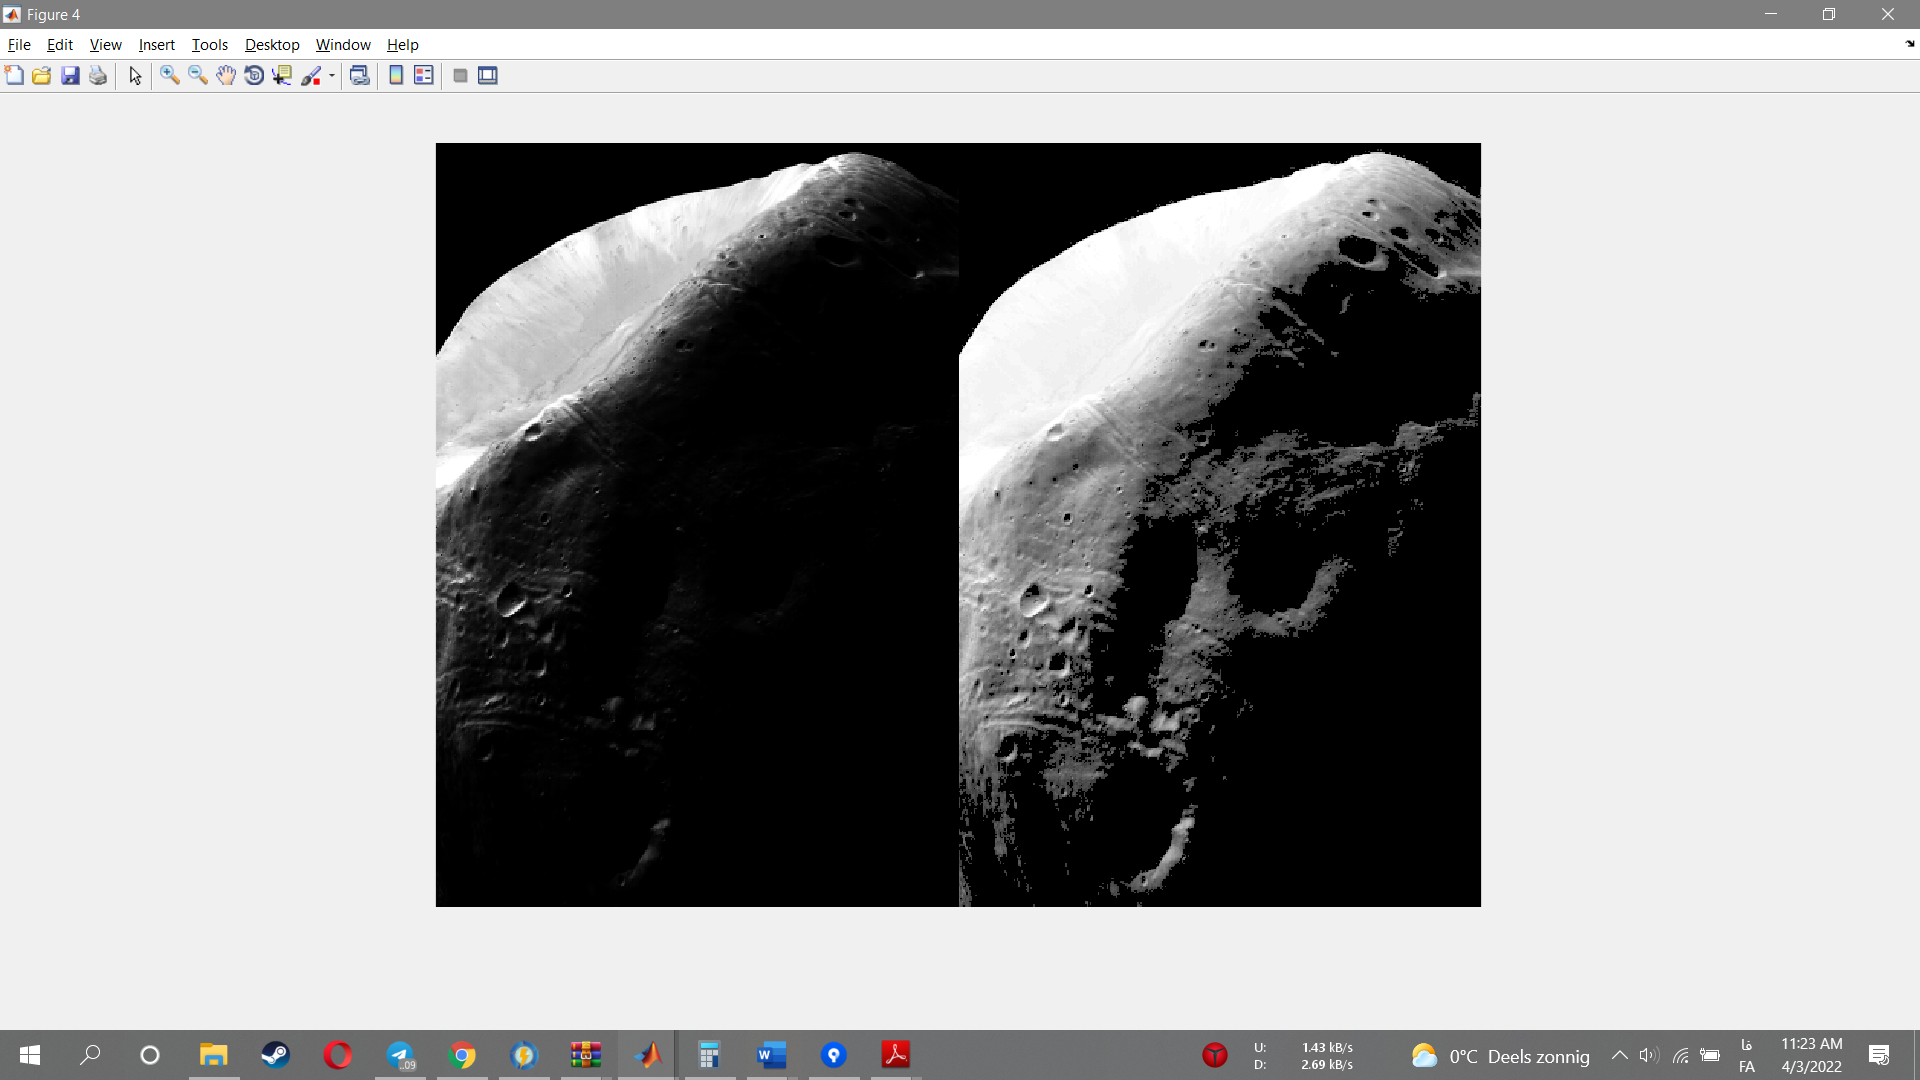 Figure 4
File Edit View Insert Tools Desktop Window Help
U: 1.43 kB/s
D: 2.69 kB/s
0°C Deels zonnig
فا
FA
11:23 AM
4/3/2022